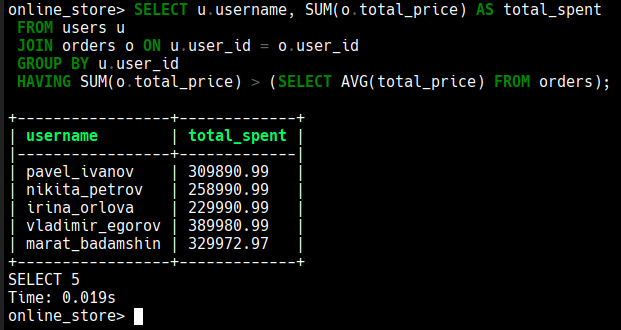 online_store> SELECT u.username, SUM(o.total_price) AS total_spent
FROM users u
JOIN orders o ON u.user_id = o.user_id
GROUP BY u.user_id
HAVING SUM(o.total_price) > (SELECT AVG(total_price) FROM orders);
+-----------------+-------------+
| username        | total_spent |
|-----------------+-------------|
| pavel_ivanov    | 309890.99   |
| nikita_petrov   | 258990.99   |
| irina_orlova    | 229990.99   |
| vladimir_egorov | 389980.99   |
| marat_badamshin | 329972.97   |
+-----------------+-------------+
SELECT 5
Time: 0.019s
online_store>